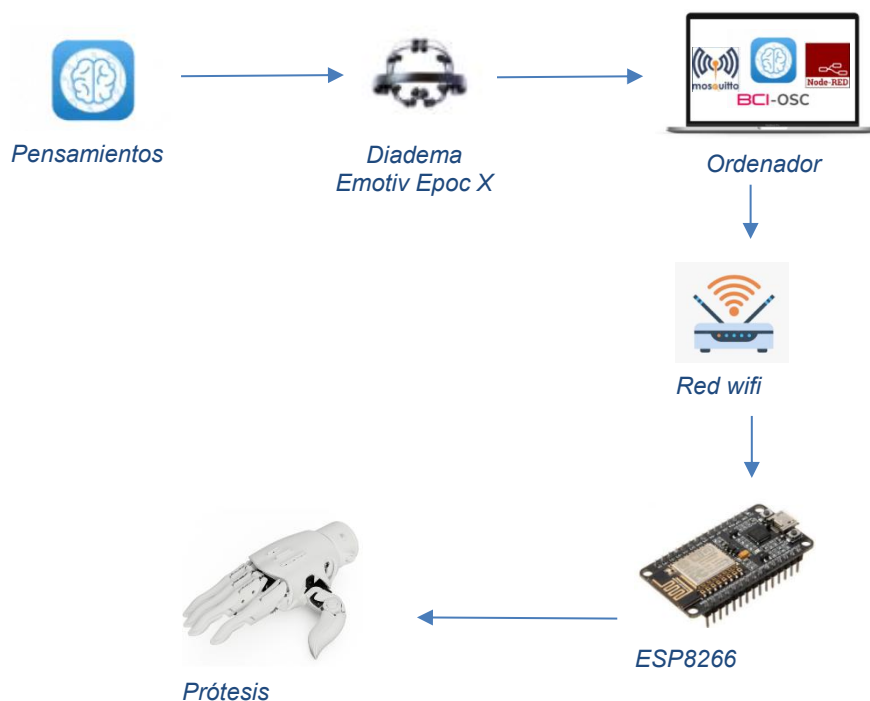 mosquitto
Node-RED
BCI-OSC
Pensamientos
Diadema
Emotiv Epoc X
Ordenador
Red wifi
ESP8266
Prótesis